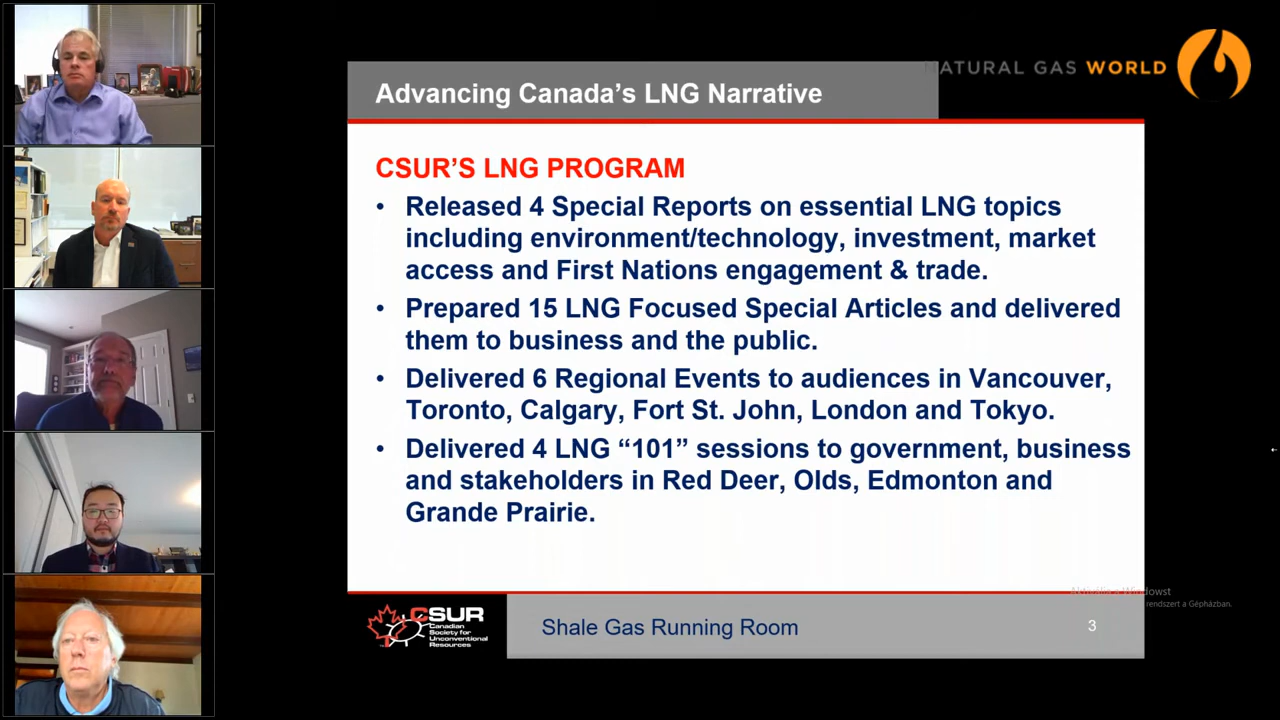 NATURAL GAS WORLD
Advancing Canada's LNG Narrative
CSUR'S LNG PROGRAM
• Released 4 Special Reports on essential LNG topics
including environment/technology, investment, market
access and First Nations engagement & trade.
• Prepared 15 LNG Focused Special Articles and delivered
them to business and the public.
• Delivered 6 Regional Events to audiences in Vancouver,
Toronto, Calgary, Fort St. John, London and Tokyo.
• Delivered 4 LNG “101” sessions to government, business
and stakeholders in Red Deer, Olds, Edmonton and
Grande Prairie.
Aktiválja a Windowst
rendszert a Gépházban.
CSUR
Canadian
Society for
Unconventional
Resources
Shale Gas Running Room
3